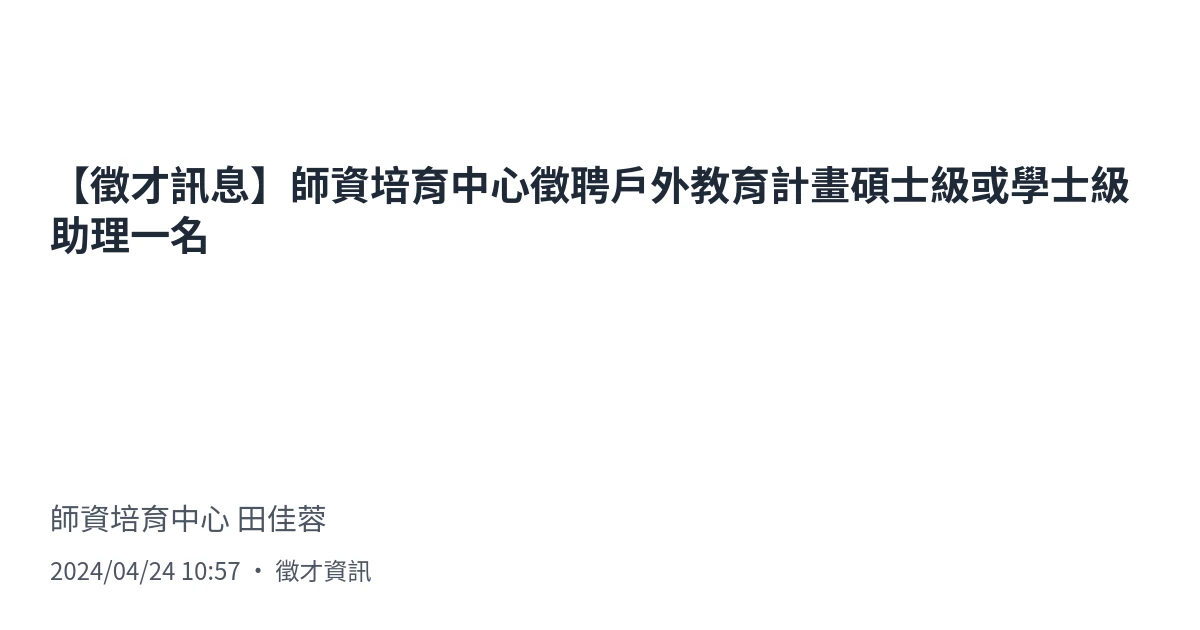 【徵才訊息】師資培育中心徵聘戶外教育計畫碩士級或學士級
助理一名
師資培育中心 田佳蓉
2024/04/24 10:57 • 徵才資訊